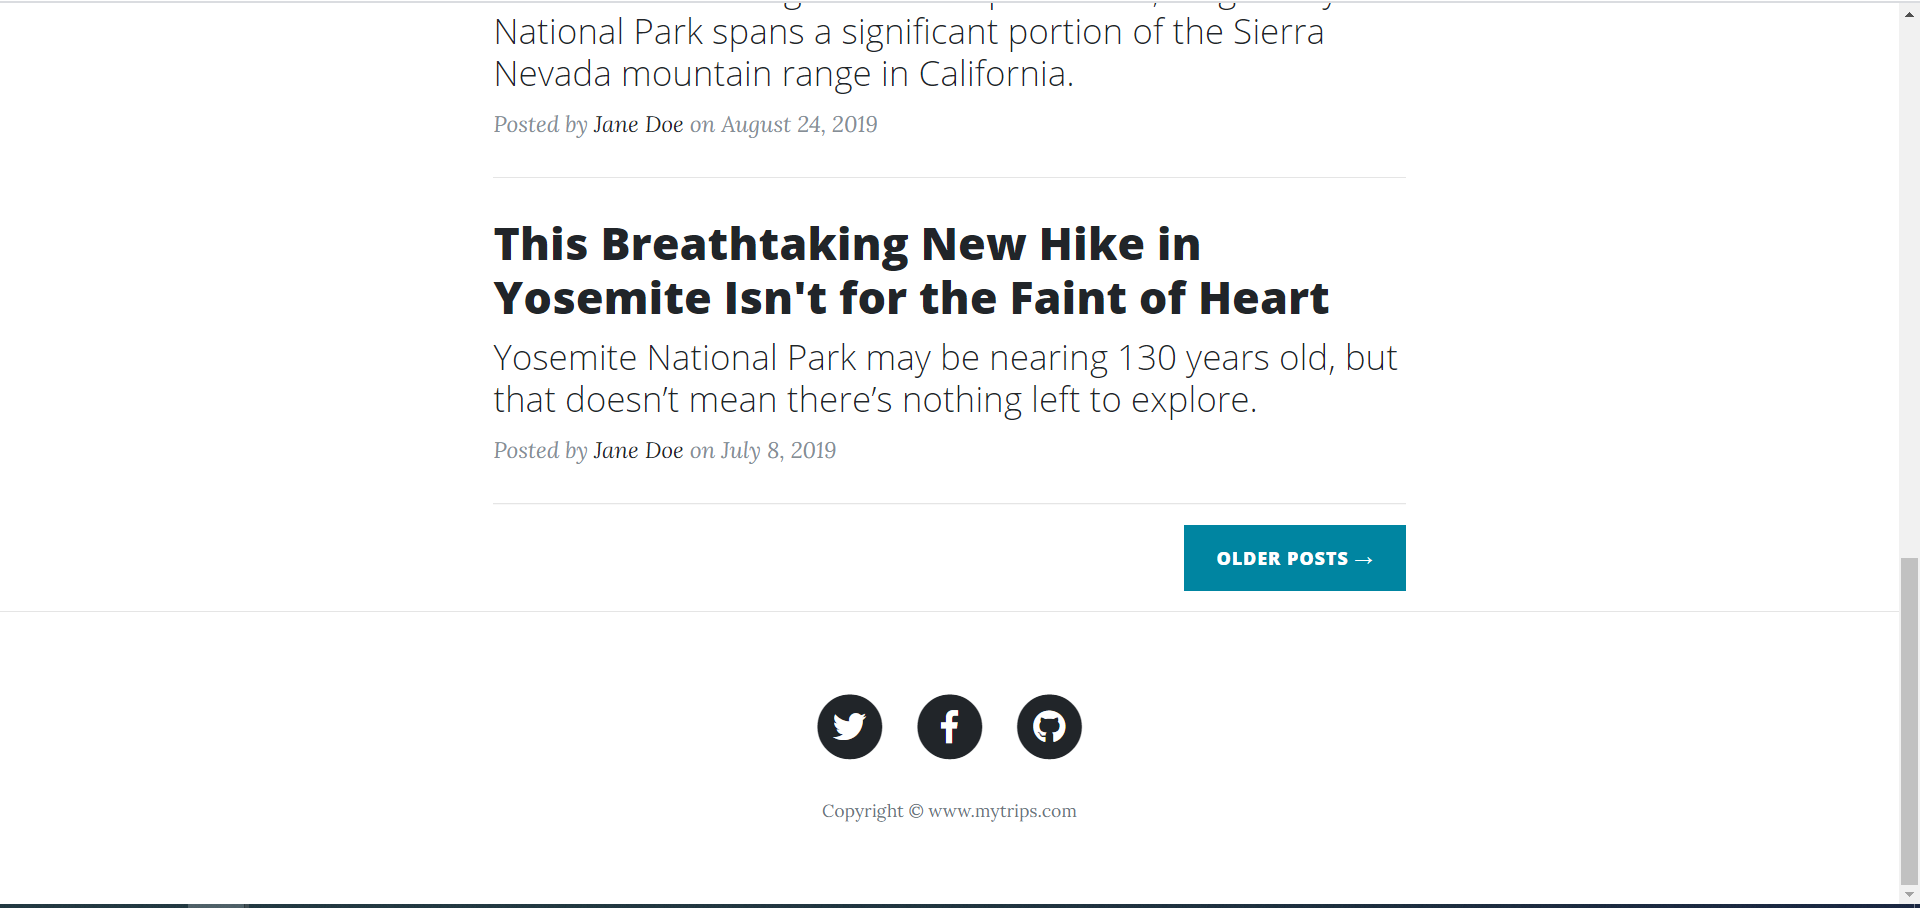 National Park spans a significant portion of the Sierra
Nevada mountain range in California.
Posted by Jane Doe on August 24, 2019
This Breathtaking New Hike in
Yosemite Isn't for the Faint of Heart
Yosemite National Park may be nearing 130 years old, but
that doesn’t mean there’s nothing left to explore.
Posted by Jane Doe on July 8, 2019
OLDER POSTS →
Copyright © www.mytrips.com